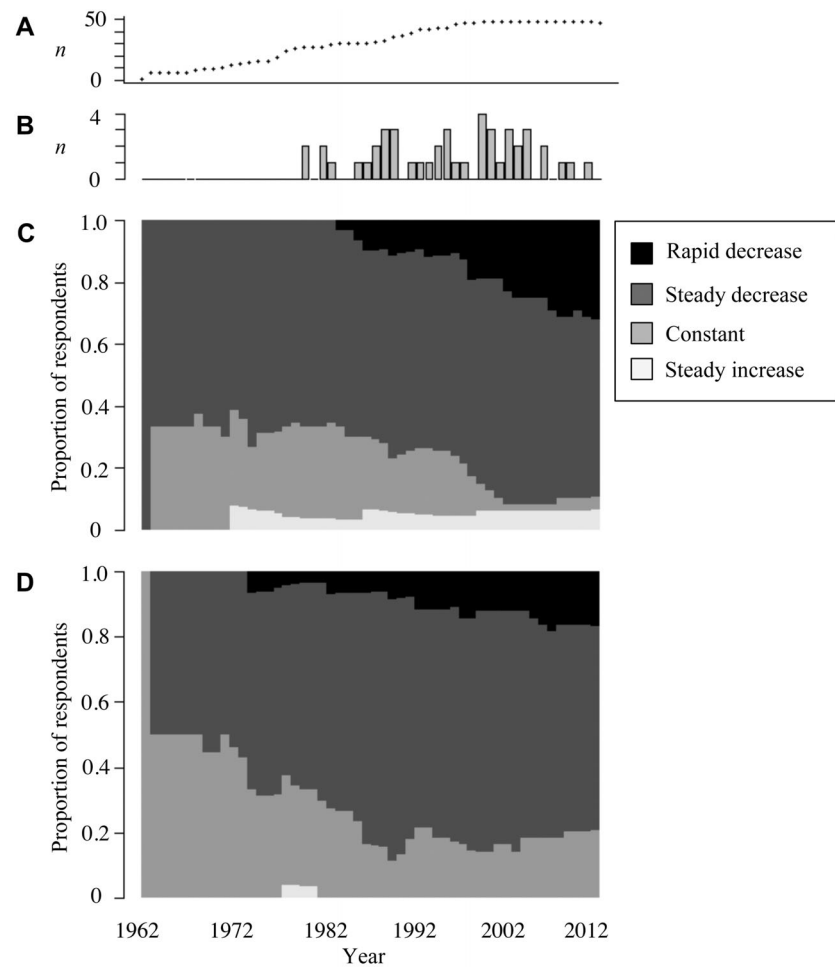 A
n
50
0
B
n
4
0
C
Proportion of respondents
1.0
0.8
0.6
0.4
0.2
0
Rapid decrease
Steady decrease
Constant
Steady increase
D
Proportion of respondents
1.0
0.8
0.6
0.4
0.2
0
1962 1972 1982 1992 2002 2012
Year